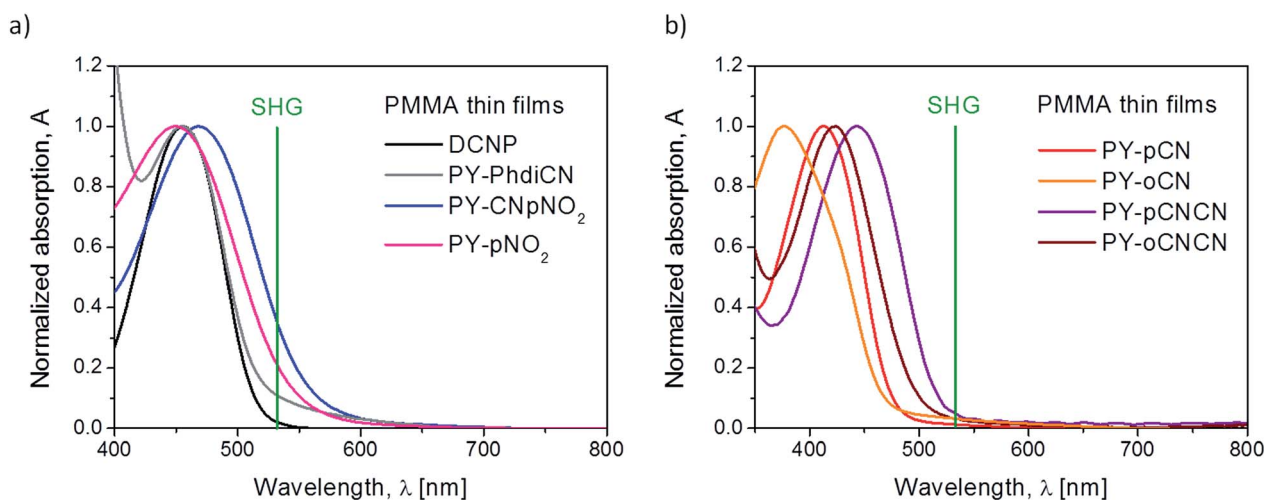 a)
1.2
1.0
0.8
0.6
0.4
0.2
0.0
Normalized absorption, A
SHG
PMMA thin films
DCNP
PY-PhdiCN
PY-CNpNO₂
PY-pNO₂
400 500 600 700 800
Wavelength, λ [nm]
b)
1.2
1.0
0.8
0.6
0.4
0.2
0.0
Normalized absorption, A
SHG
PMMA thin films
PY-pCN
PY-oCN
PY-pCNCN
PY-oCNCN
400 500 600 700 800
Wavelength, λ [nm]